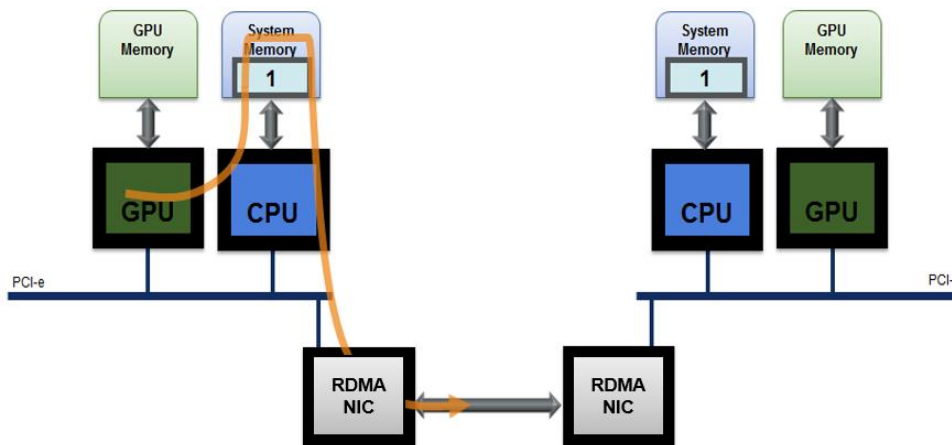 GPU
Memory
System
Memory
1
System
Memory
1
GPU
Memory
GPU
CPU
CPU
GPU
PCI-e
PCI-
RDMA
NIC
RDMA
NIC